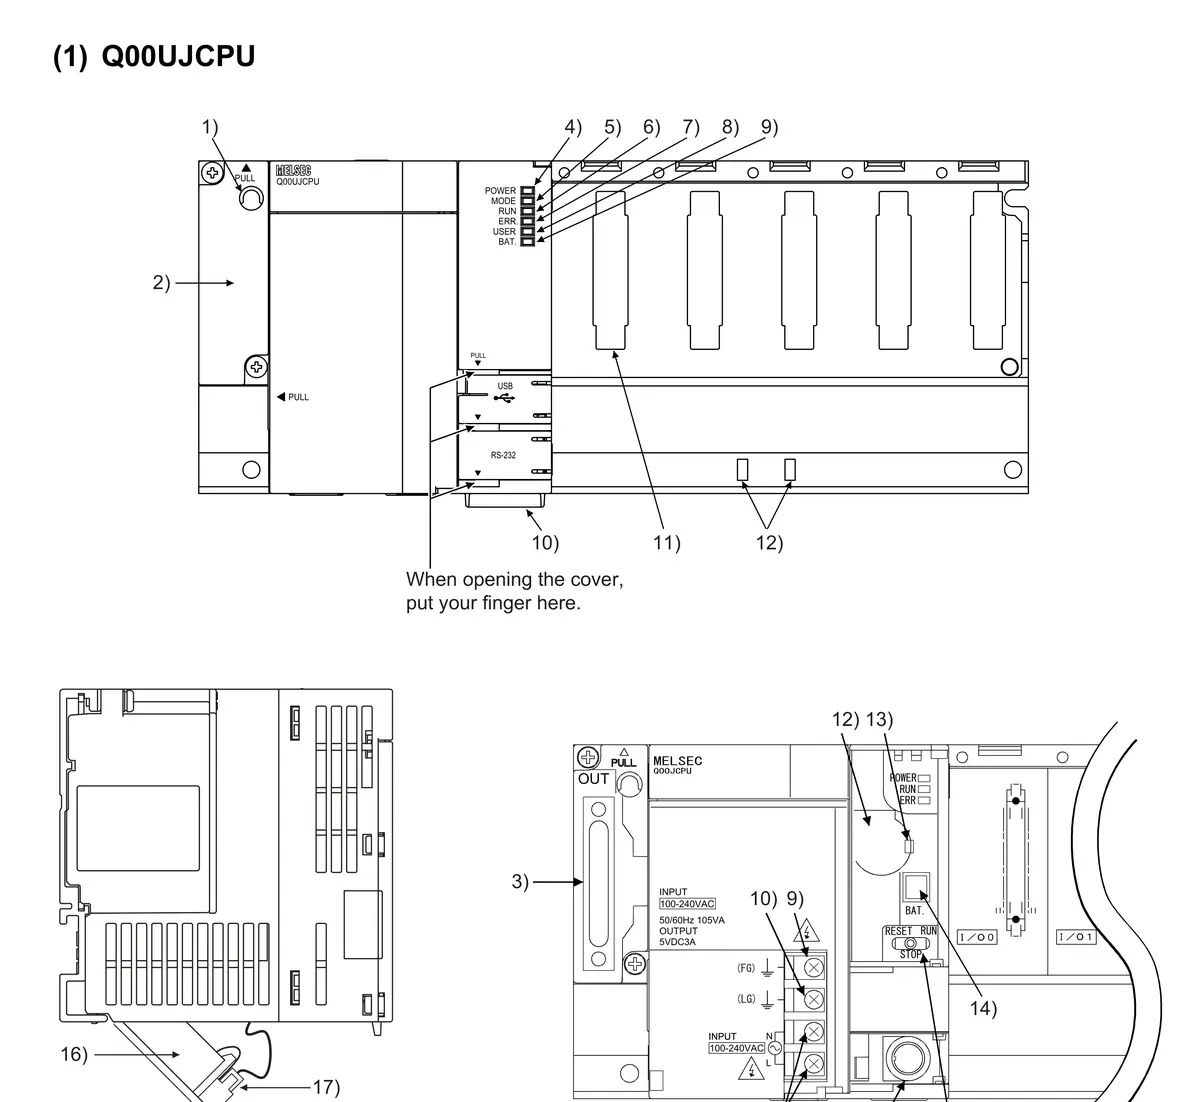 (1) Q00UJCPU
1)
4)
5)
6)
7)
8)
9)
PULL
MELSEC
Q00UJCPU
POWER
MODE
RUN
ERR.
USER
BAT.
2)
PULL
USB
PULL
RS-232
10)
11)
12)
When opening the cover,
put your finger here.
12)
13)
PULL
MELSEC
Q00JCPU
OUT
POWER
RUN
ERR
3)
INPUT
100-240VAC
50/60Hz 105VA
OUTPUT
5VDC3A
10)
9)
BAT.
RESET RUN
STOP
I/O 0
I/O 1
(FG)
(LG)
14)
INPUT
100-240VAC
N
L
16)
17)